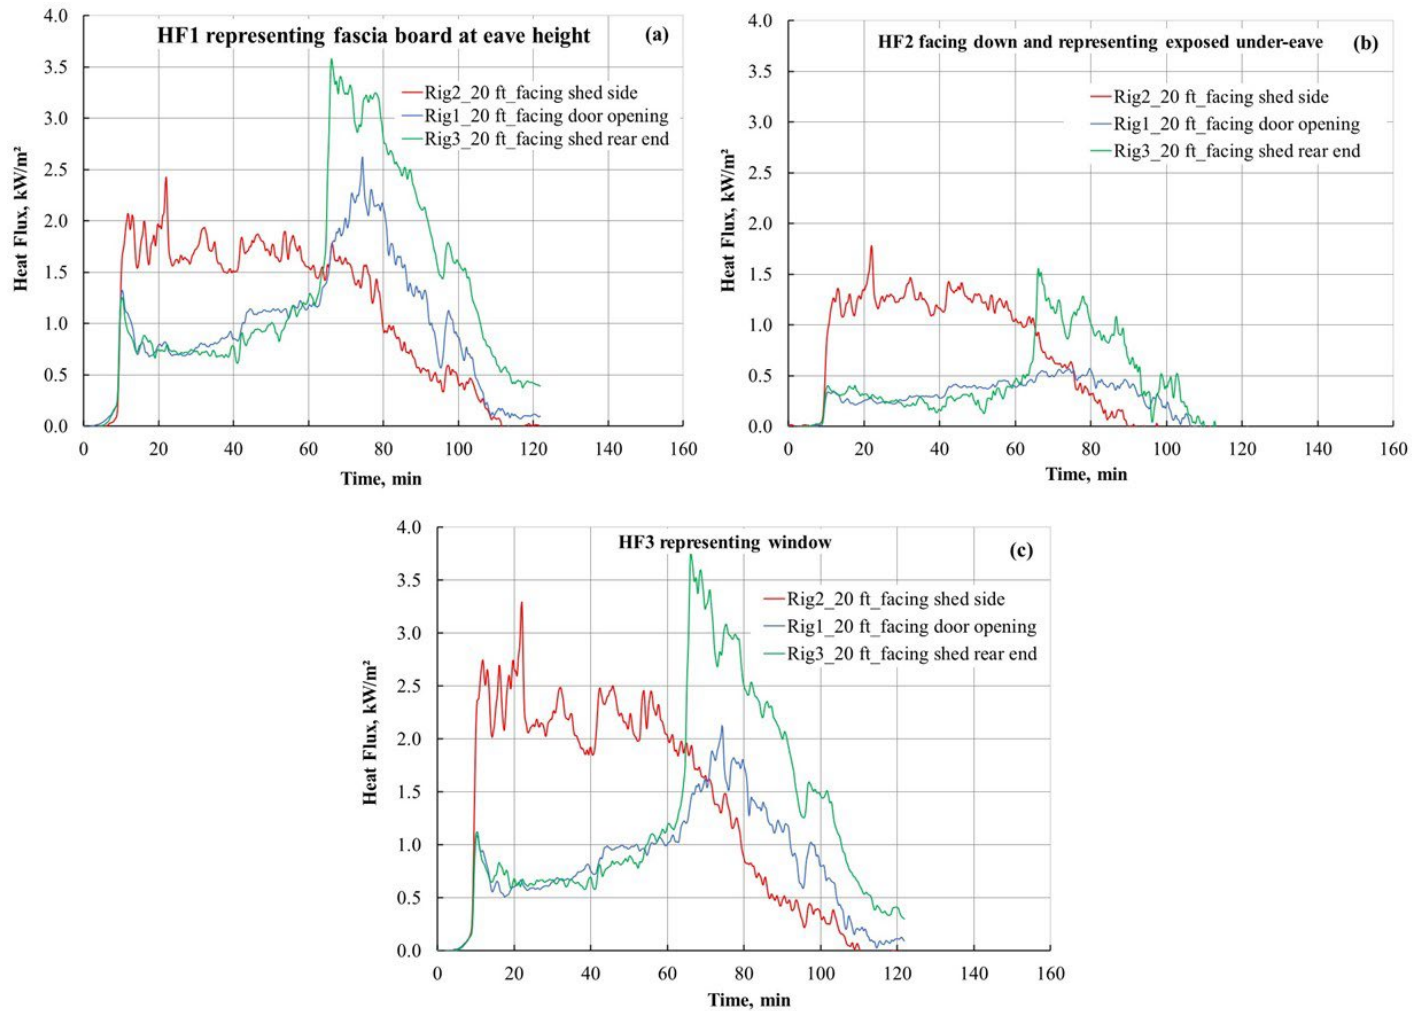 HF1 representing fascia board at eave height
(a)
Rig2_20 ft_facing shed side
Rig1_20 ft_facing door opening
Rig3_20 ft_facing shed rear end
Heat Flux, kW/m²
4.0
3.5
3.0
2.5
2.0
1.5
1.0
0.5
0.0
0 20 40 60 80 100 120 140 160
Time, min
HF2 facing down and representing exposed under-eave
(b)
Rig2_20 ft_facing shed side
Rig1_20 ft_facing door opening
Rig3_20 ft_facing shed rear end
Heat Flux, kW/m²
4.0
3.5
3.0
2.5
2.0
1.5
1.0
0.5
0.0
0 20 40 60 80 100 120 140 160
Time, min
HF3 representing window
(c)
Rig2_20 ft_facing shed side
Rig1_20 ft_facing door opening
Rig3_20 ft_facing shed rear end
Heat Flux, kW/m²
4.0
3.5
3.0
2.5
2.0
1.5
1.0
0.5
0.0
0 20 40 60 80 100 120 140 160
Time, min